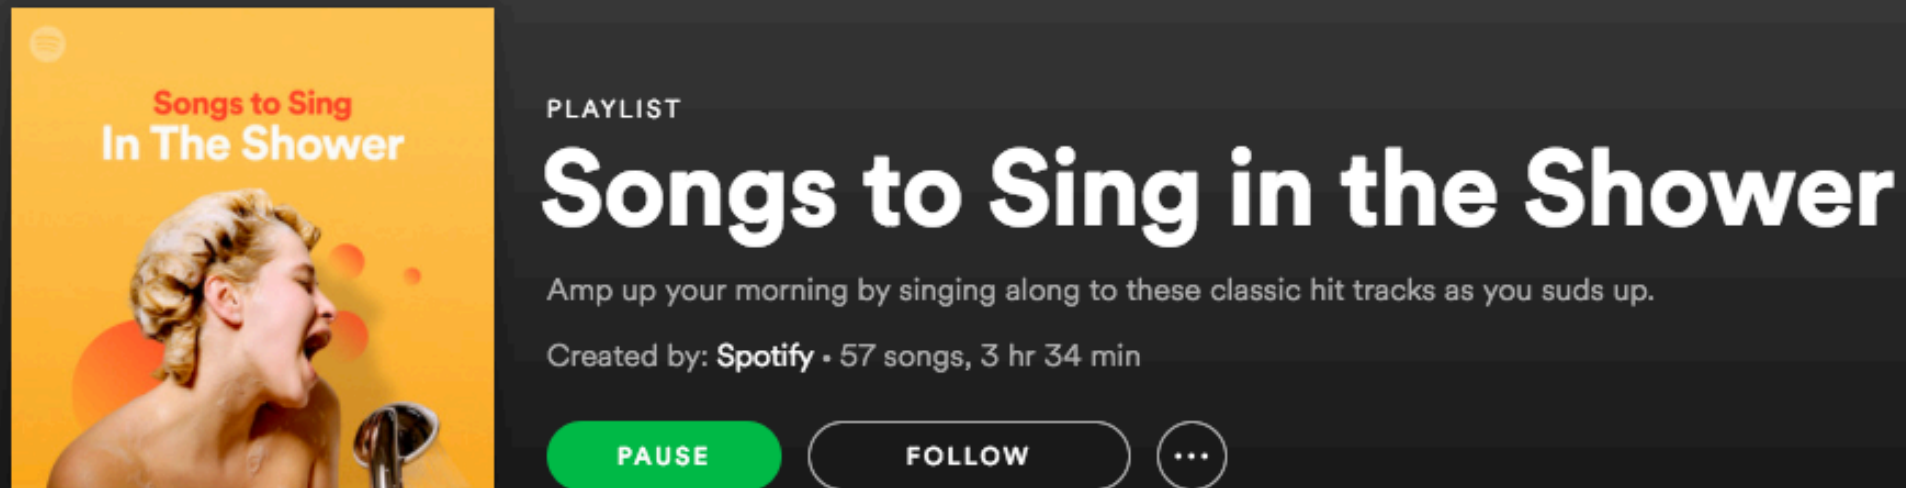 Songs to Sing
In The Shower
PLAYLIST
Songs to Sing in the Shower
Amp up your morning by singing along to these classic hit tracks as you suds up.
Created by: Spotify • 57 songs, 3 hr 34 min
PAUSE
FOLLOW